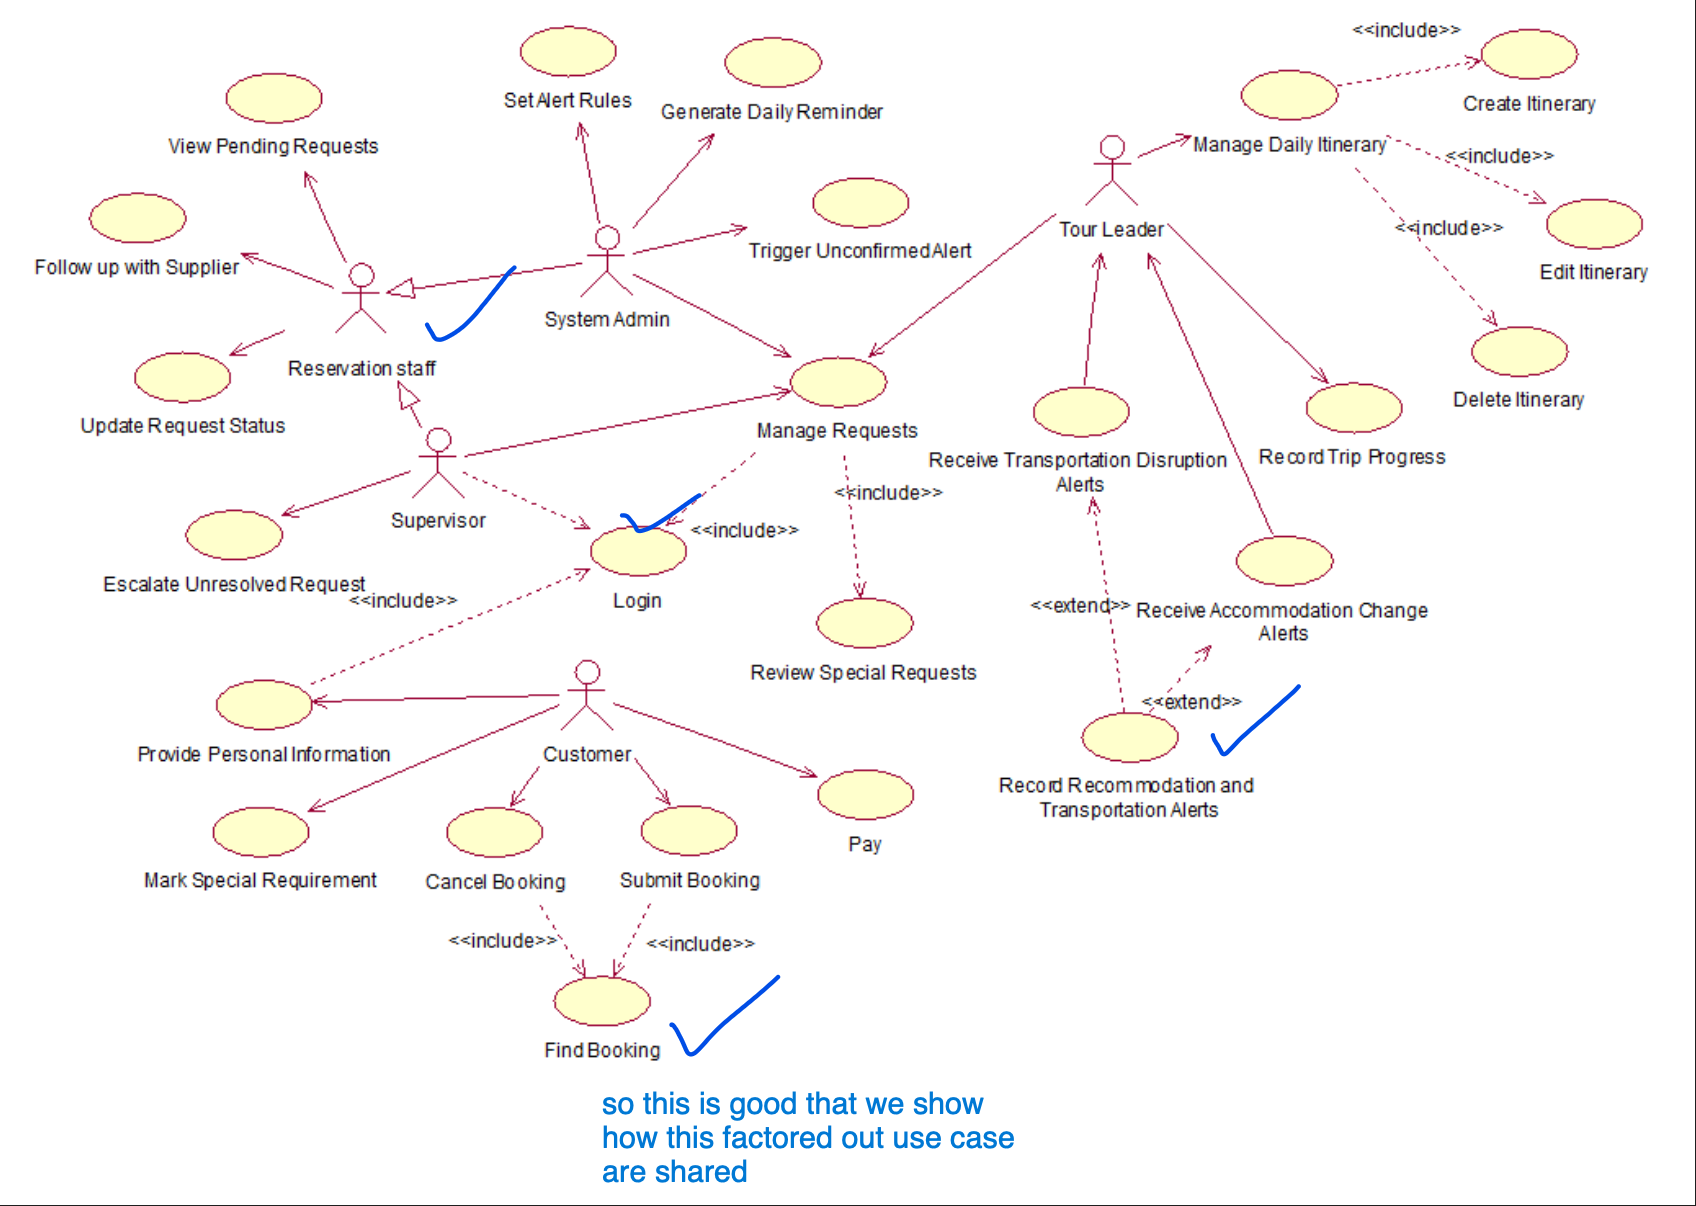 <<include>>
Create Itinerary
Set Alert Rules
Generate Daily Reminder
View Pending Requests
Manage Daily Itinerary
<<include>>
Tour Leader
<<include>>
Trigger Unconfirmed Alert
Follow up with Supplier
Edit Itinerary
System Admin
Reservation staff
Delete Itinerary
Update Request Status
Manage Requests
Receive Transportation Disruption
Alerts
Record Trip Progress
<<include>>
Supervisor
<<include>>
Escalate Unresolved Request
<<include>>
Login
<<extend>>
Receive Accommodation Change
Alerts
Review Special Requests
<<extend>>
Provide Personal Information
Customer
Record Recommodation and
Transportation Alerts
Pay
Mark Special Requirement
Cancel Booking
Submit Booking
<<include>>
<<include>>
Find Booking
so this is good that we show
how this factored out use case
are shared